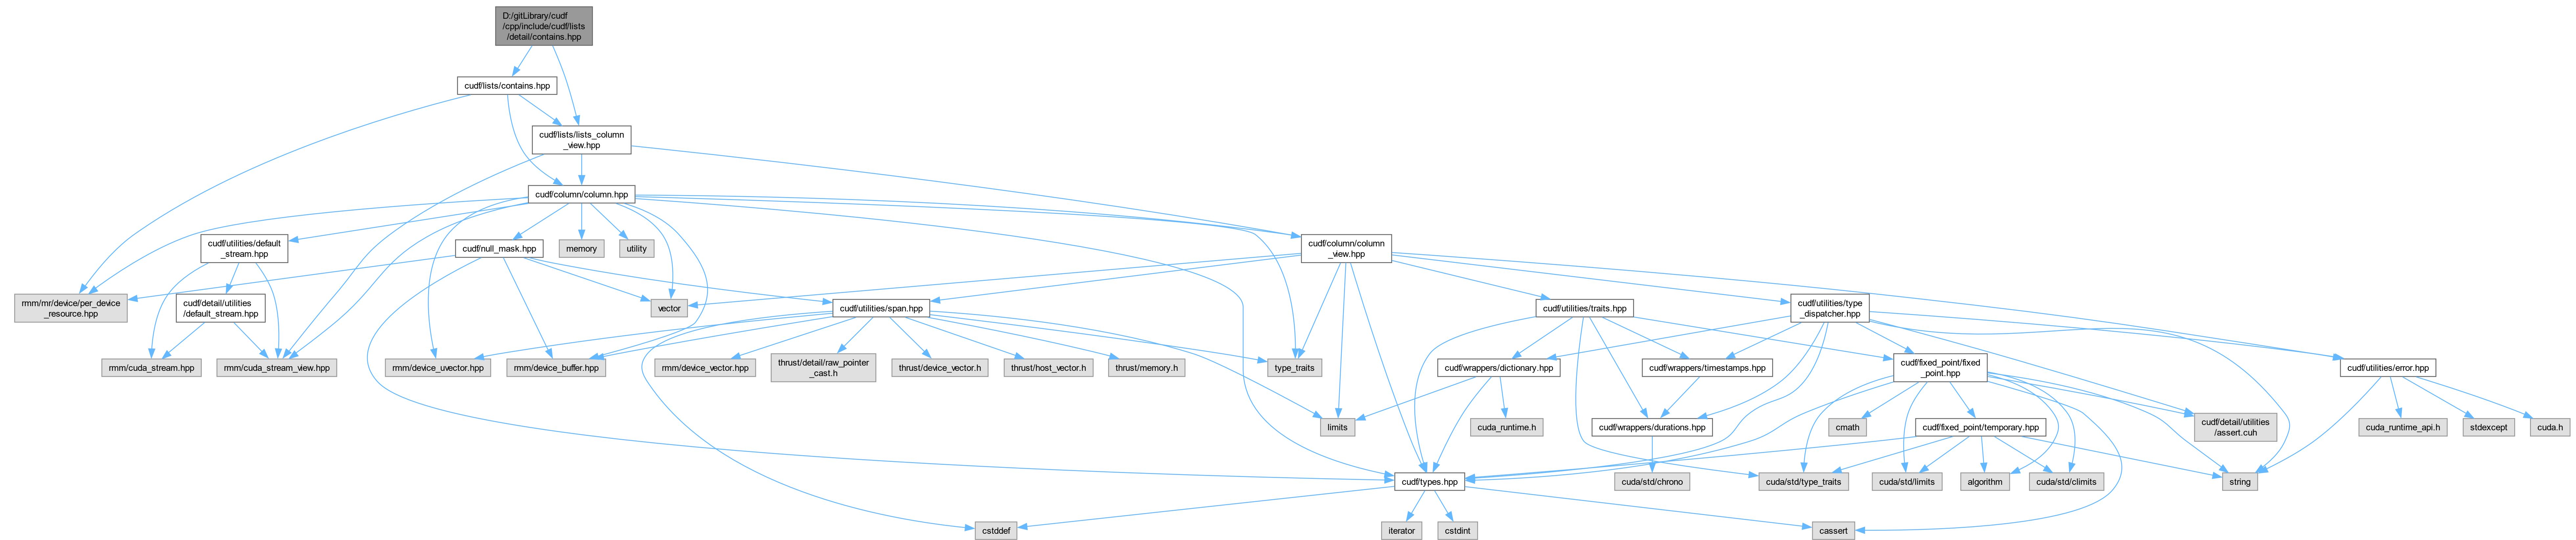 D:/gitLibrary/cudf
/cpp/include/cudf/lists
/detail/contains.hpp
cudf/lists/contains.hpp
cudf/lists/lists_column
_view.hpp
cudf/column/column.hpp
cudf/utilities/default
_stream.hpp
cudf/null_mask.hpp
memory
utility
cudf/column/column
_view.hpp
rmm/mr/device/per_device
_resource.hpp
cudf/detail/utilities
/default_stream.hpp
vector
cudf/utilities/span.hpp
cudf/utilities/traits.hpp
cudf/utilities/type
_dispatcher.hpp
rmm/cuda_stream.hpp
rmm/cuda_stream_view.hpp
rmm/device_uvector.hpp
rmm/device_buffer.hpp
rmm/device_vector.hpp
thrust/detail/raw_pointer
_cast.h
thrust/device_vector.h
thrust/host_vector.h
thrust/memory.h
type_traits
cudf/wrappers/dictionary.hpp
cudf/wrappers/timestamps.hpp
cudf/fixed_point/fixed
_point.hpp
cudf/utilities/error.hpp
limits
cuda_runtime.h
cudf/wrappers/durations.hpp
cmath
cudf/fixed_point/temporary.hpp
cudf/detail/utilities
/assert.cuh
cuda_runtime_api.h
stdexcept
cuda.h
cudf/types.hpp
cuda/std/chrono
cuda/std/type_traits
cuda/std/limits
algorithm
cuda/std/climits
string
cstddef
iterator
cstdint
cassert